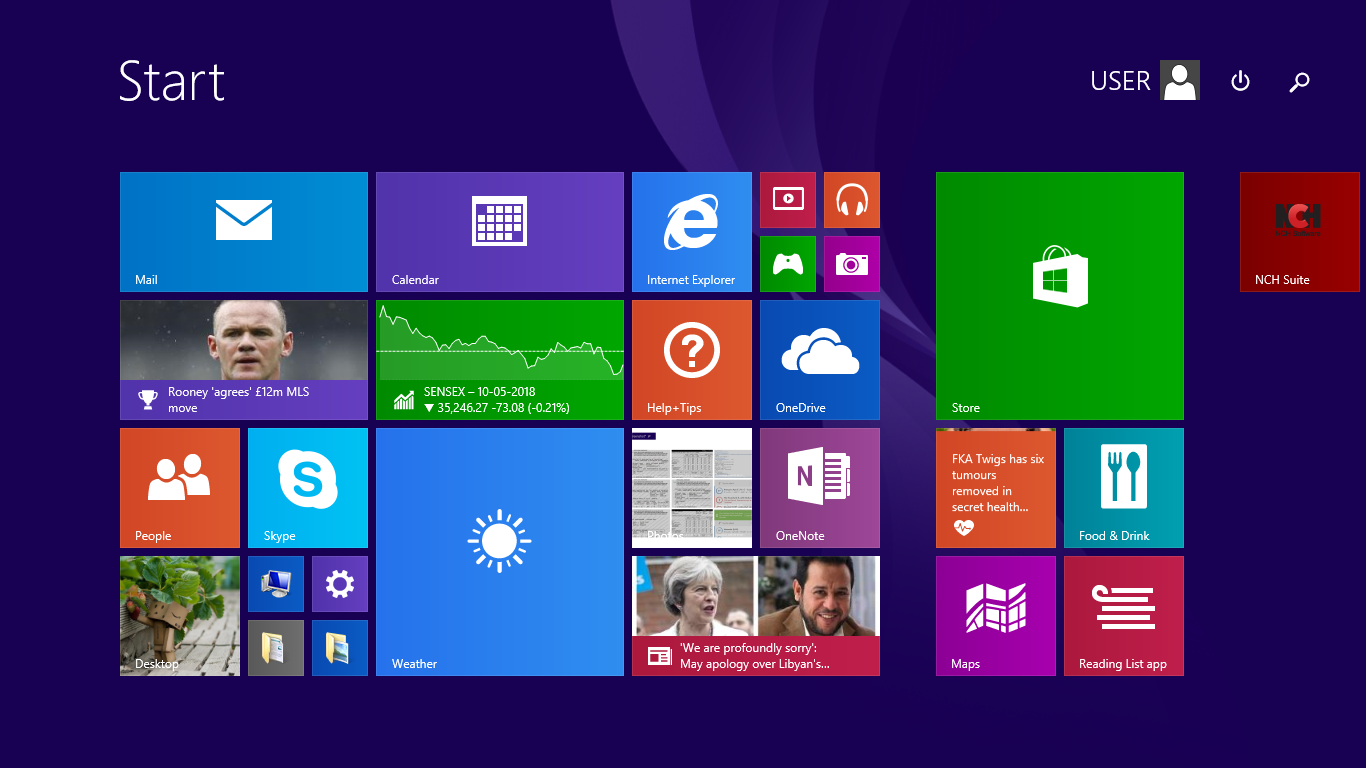 Start
USER
Mail
Calendar
Internet Explorer
NCH
NCH Suite
Rooney 'agrees' £12m MLS
move
SENSEX – 10-05-2018
▼ 35,246.27 -73.08 (-0.21%)
Help+Tips
OneDrive
Store
People
S
Skype
Weather
Photos
N
OneNote
FKA Twigs has six
tumours
removed in
secret health...
Food & Drink
Desktop
'We are profoundly sorry':
May apology over Libyan's...
Maps
Reading List app